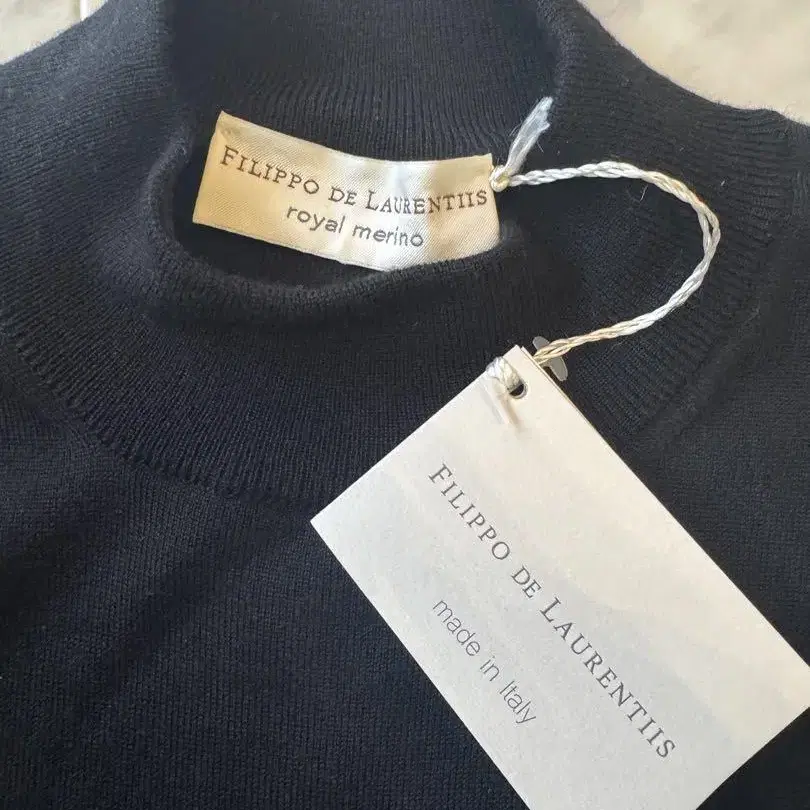 FILIPPO DE LAURENTIIS
royal merino
FILIPPO DE LAURENTIIS
made in Italy